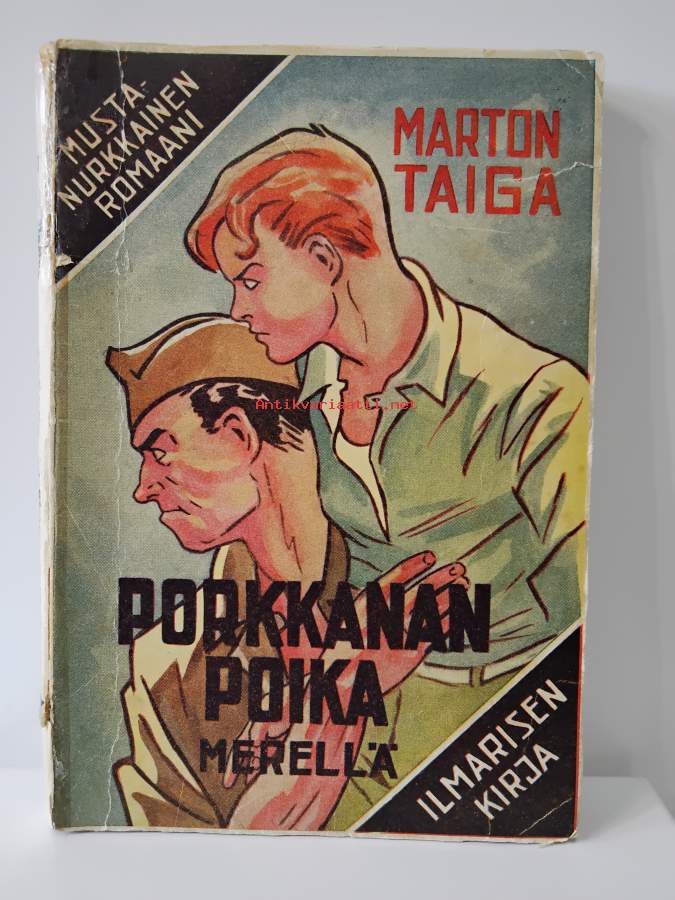 MUSTA-
NURKKAINEN
ROMAANI
MARTON
TAIGA
Antikvariaatti.net
PORKKANAN
POIKA
MERELLÄ
ILMARISEN
KIRJA